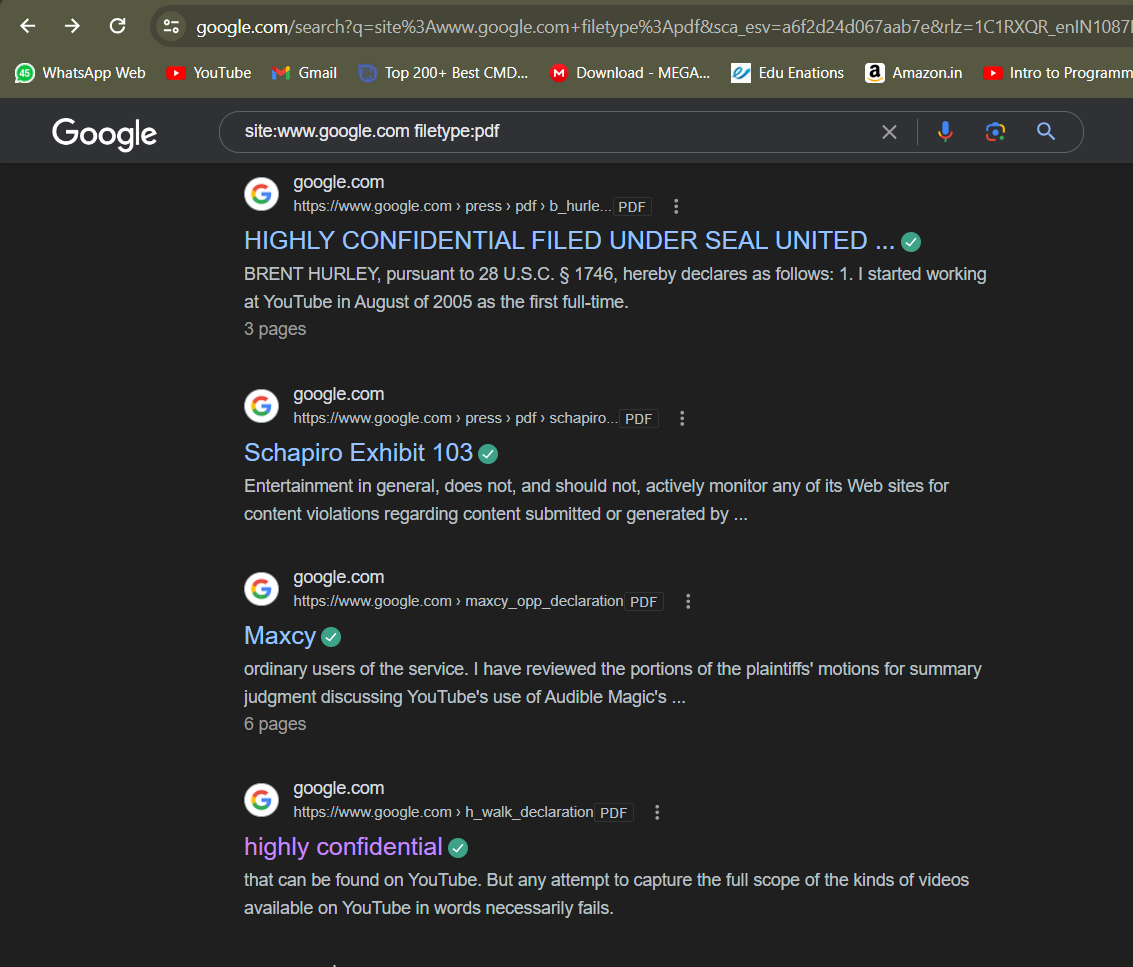 google.com/search?q=site%3Awww.google.com+filetype%3Apdf&sca_esv=a6f2d24d067aab7e&rlz=1C1RXQR_enIN1087
45 WhatsApp Web YouTube Gmail Top 200+ Best CMD... M Download - MEGA... Edu Enations a Amazon.in Intro to Programm
Google site:www.google.com filetype:pdf
google.com
https://www.google.com › press › pdf › b_hurle... PDF
HIGHLY CONFIDENTIAL FILED UNDER SEAL UNITED ...
BRENT HURLEY, pursuant to 28 U.S.C. § 1746, hereby declares as follows: 1. I started working
at YouTube in August of 2005 as the first full-time.
3 pages
google.com
https://www.google.com › press › pdf › schapiro... PDF
Schapiro Exhibit 103
Entertainment in general, does not, and should not, actively monitor any of its Web sites for
content violations regarding content submitted or generated by ...
google.com
https://www.google.com › maxcy_opp_declaration PDF
Maxcy
ordinary users of the service. I have reviewed the portions of the plaintiffs' motions for summary
judgment discussing YouTube's use of Audible Magic's ...
6 pages
google.com
https://www.google.com › h_walk_declaration PDF
highly confidential
that can be found on YouTube. But any attempt to capture the full scope of the kinds of videos
available on YouTube in words necessarily fails.